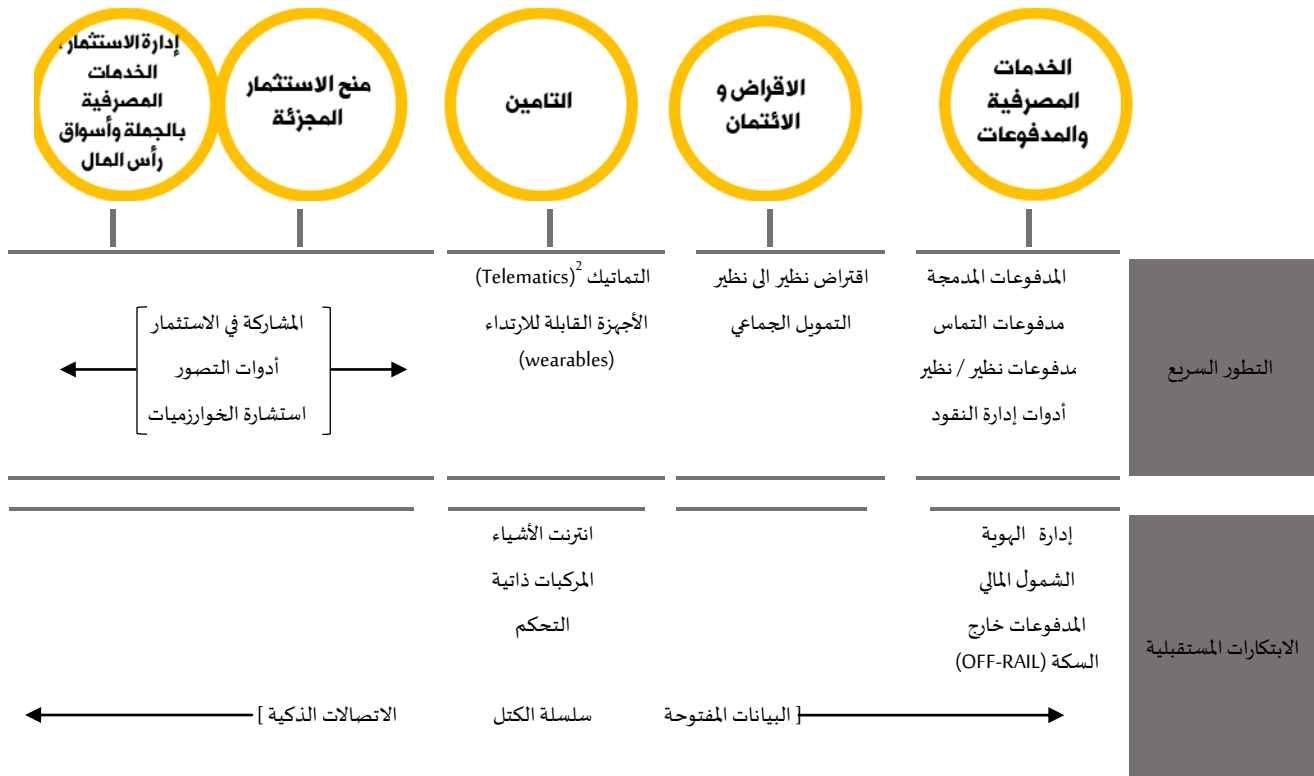 الخدمات
المصرفية
والمدفوعات
الاقراض و
الائتمان
التامين
منح الاستثمار
المجزئة
إدارة الاستثمار،
الخدمات
المصرفية
بالجملة وأسواق
رأس المال
التطور السريع
المدفوعات المدمجة
مدفوعات التماس
مدفوعات نظير / نظير
أدوات إدارة النقود
اقتراض نظير الى نظير
التمويل الجماعي
التماتيك2 (Telematics)
الأجهزة القابلة للارتداء
(wearables)
المشاركة في الاستثمار
أدوات التصور
استشارة الخوارزميات
الابتكارات المستقبلية
إدارة الهوية
الشمول المالي
المدفوعات خارج
السكة (OFF-RAIL)
انترنت الأشياء
المركبات ذاتية
التحكم
[ البيانات المفتوحة سلسلة الكتل الاتصالات الذكية ]